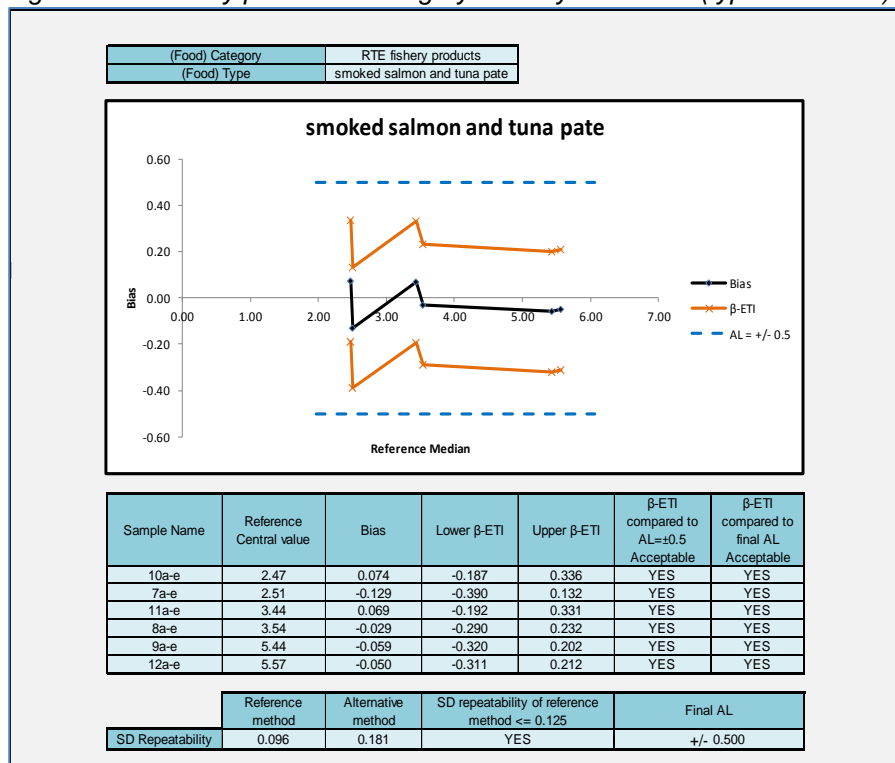 (Food) Category RTE fishery products
(Food) Type smoked salmon and tuna pate
smoked salmon and tuna pate
0.60
0.40
0.20
0.00
0.00 1.00 2.00 3.00 4.00 5.00 6.00 7.00
-0.20
-0.40
-0.60
Bias
Reference Median
Bias
β-ETI
AL = +/- 0.5
Sample Name Reference Central value Bias Lower β-ETI Upper β-ETI β-ETI compared to AL=±0.5 Acceptable β-ETI compared to final AL Acceptable
10a-e 2.47 0.074 -0.187 0.336 YES YES
7a-e 2.51 -0.129 -0.390 0.132 YES YES
11a-e 3.44 0.069 -0.192 0.331 YES YES
8a-e 3.54 -0.029 -0.290 0.232 YES YES
9a-e 5.44 -0.059 -0.320 0.202 YES YES
12a-e 5.57 -0.050 -0.311 0.212 YES YES
Reference method Alternative method SD repeatability of reference method <= 0.125 Final AL
SD Repeatability 0.096 0.181 YES +/- 0.500